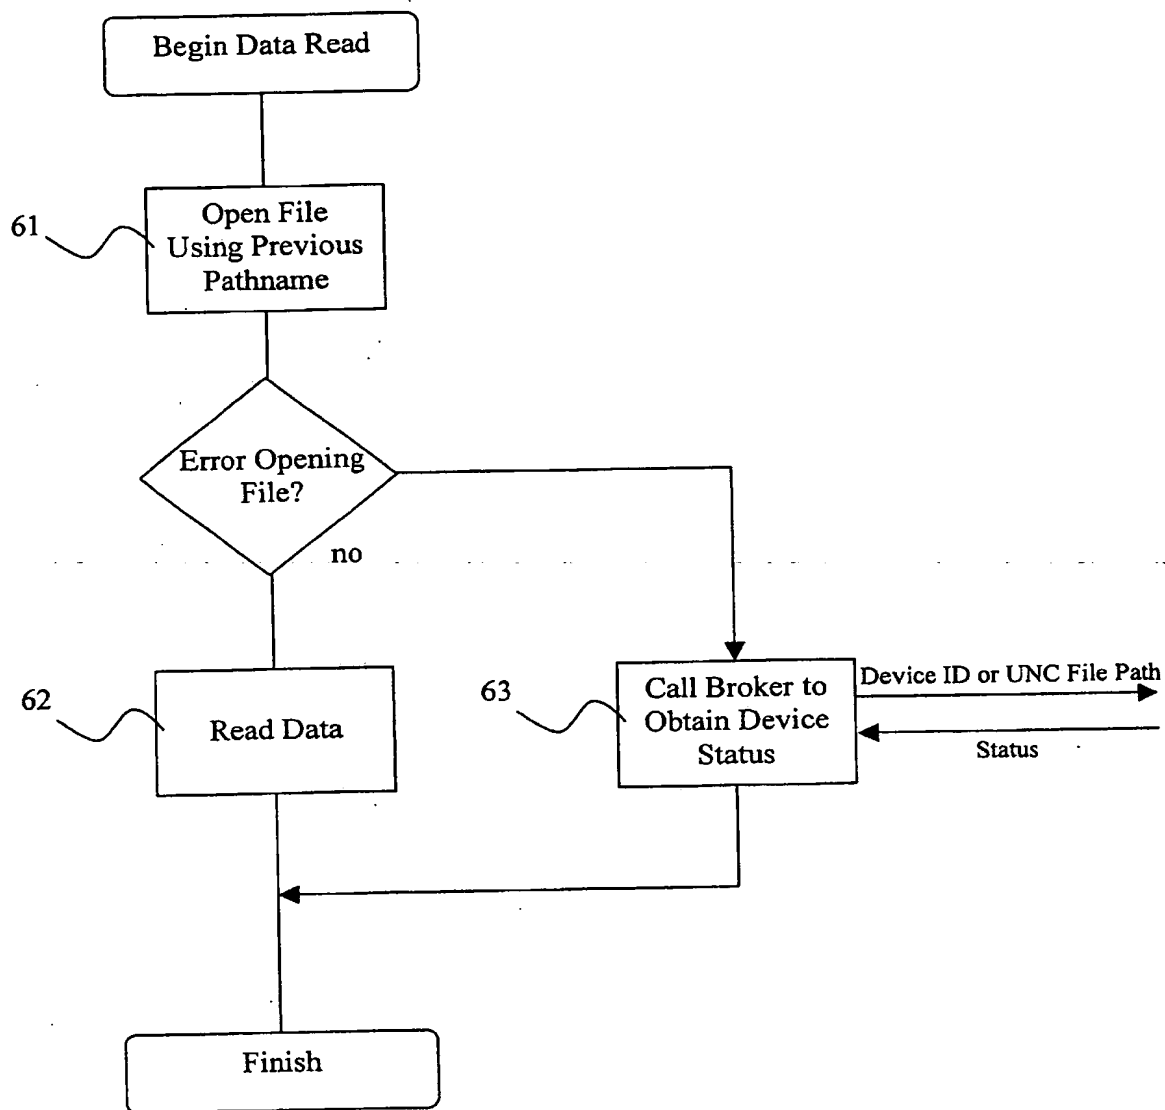 Begin Data Read
61
Open File
Using Previous
Pathname
Error Opening
File?
no
62
Read Data
63
Call Broker to
Obtain Device
Status
Device ID or UNC File Path
Status
Finish